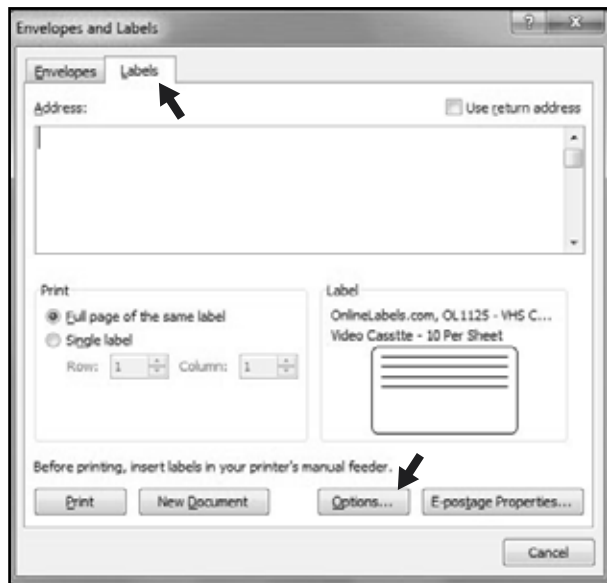 Envelopes and Labels
Envelopes Labels
Address:
Use return address
Print
Full page of the same label
Single label
Row: 1 Column: 1
Label
OnlineLabels.com, OL1125 - VHS C...
Video Casstte - 10 Per Sheet
Before printing, insert labels in your printer's manual feeder.
Print New Document Options... E-postage Properties...
Cancel